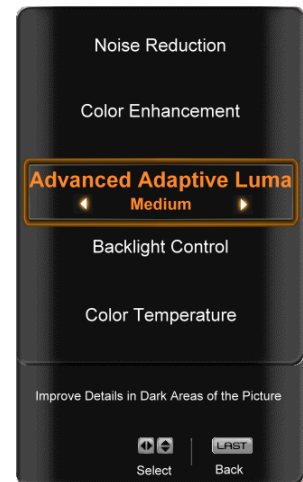 Noise Reduction
Color Enhancement
Advanced Adaptive Luma
Medium
Backlight Control
Color Temperature
Improve Details in Dark Areas of the Picture
LAST
Select
Back